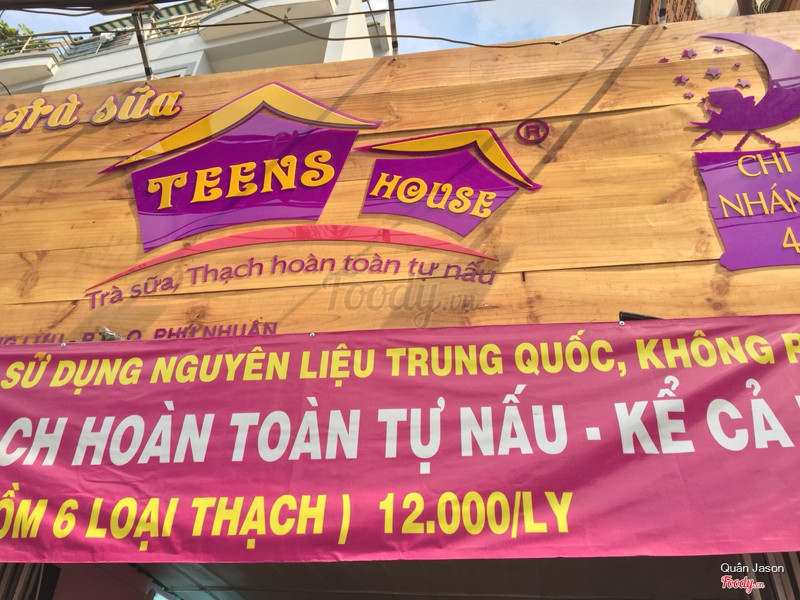 Trà sữa
TEENS HOUSE ®
CHI
NHÁN
4
Trà sữa, Thạch hoàn toàn tự nấu
Foody.vn
Q. PHÚ NHUẬN
SỬ DỤNG NGUYÊN LIỆU TRUNG QUỐC, KHÔNG
CH HOÀN TOÀN TỰ NẤU - KỂ CẢ
ỒM 6 LOẠI THẠCH ) 12.000/LY
Quân Jason
Foody.vn